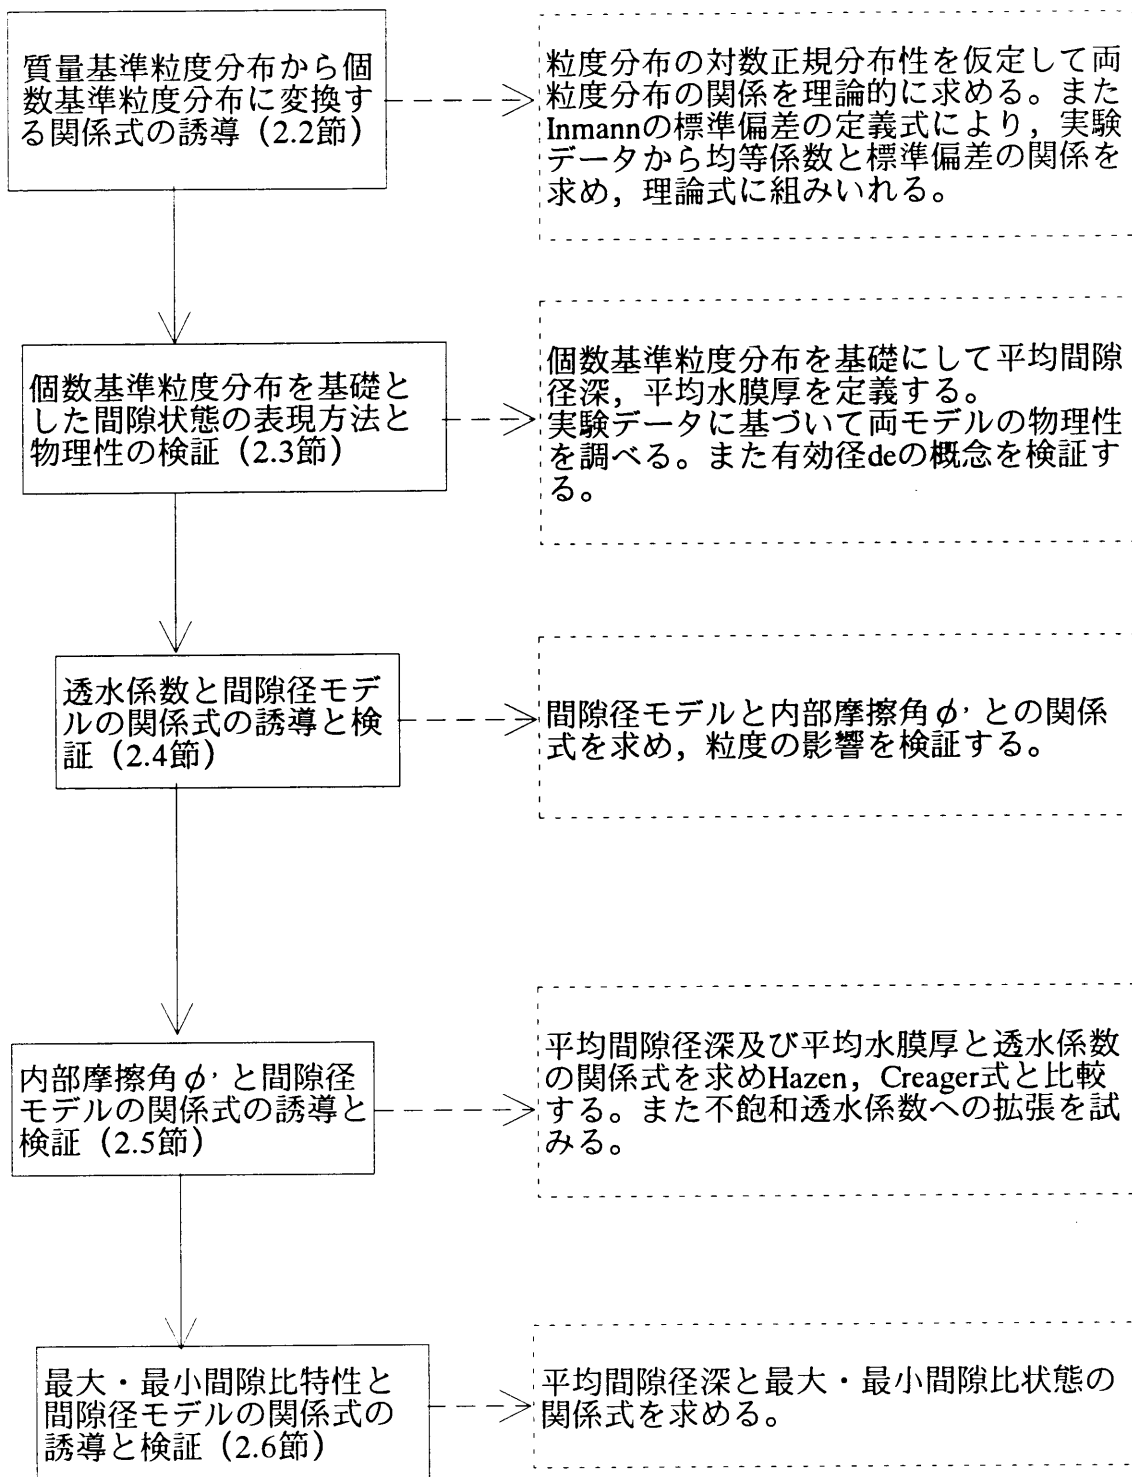 質量基準粒度分布から個
数基準粒度分布に変換す
る関係式の誘導（2.2節）
粒度分布の対数正規分布性を仮定して両
粒度分布の関係を理論的に求める。また
Inmannの標準偏差の定義式により，実験
データから均等係数と標準偏差の関係を
求め，理論式に組みいれる。
個数基準粒度分布を基礎と
した間隙状態の表現方法と
物理性の検証（2.3節）
個数基準粒度分布を基礎にして平均間隙
径深，平均水膜厚を定義する。
実験データに基づいて両モデルの物理性
を調べる。また有効径deの概念を検証す
る。
透水係数と間隙径モデ
ルの関係式の誘導と検
証（2.4節）
間隙径モデルと内部摩擦角φ'との関係
式を求め，粒度の影響を検証する。
内部摩擦角φ'と間隙径
モデルの関係式の誘導と
検証（2.5節）
平均間隙径深及び平均水膜厚と透水係数
の関係式を求めHazen，Creager式と比較
する。また不飽和透水係数への拡張を試
みる。
最大・最小間隙比特性と
間隙径モデルの関係式の
誘導と検証（2.6節）
平均間隙径深と最大・最小間隙比状態の
関係式を求める。